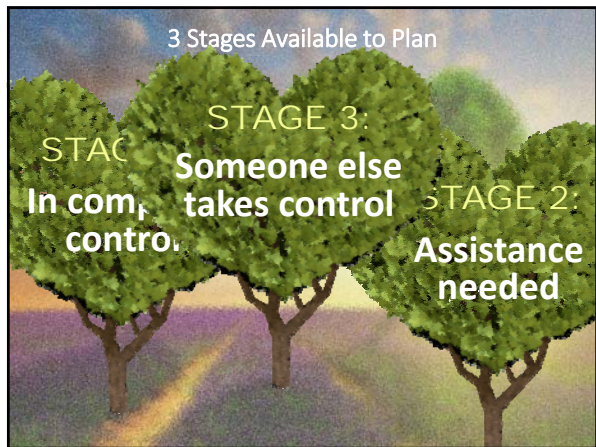 3 Stages Available to Plan
STAGE 3:
Someone else
takes control
In
STAGE 2:
Assistance
needed